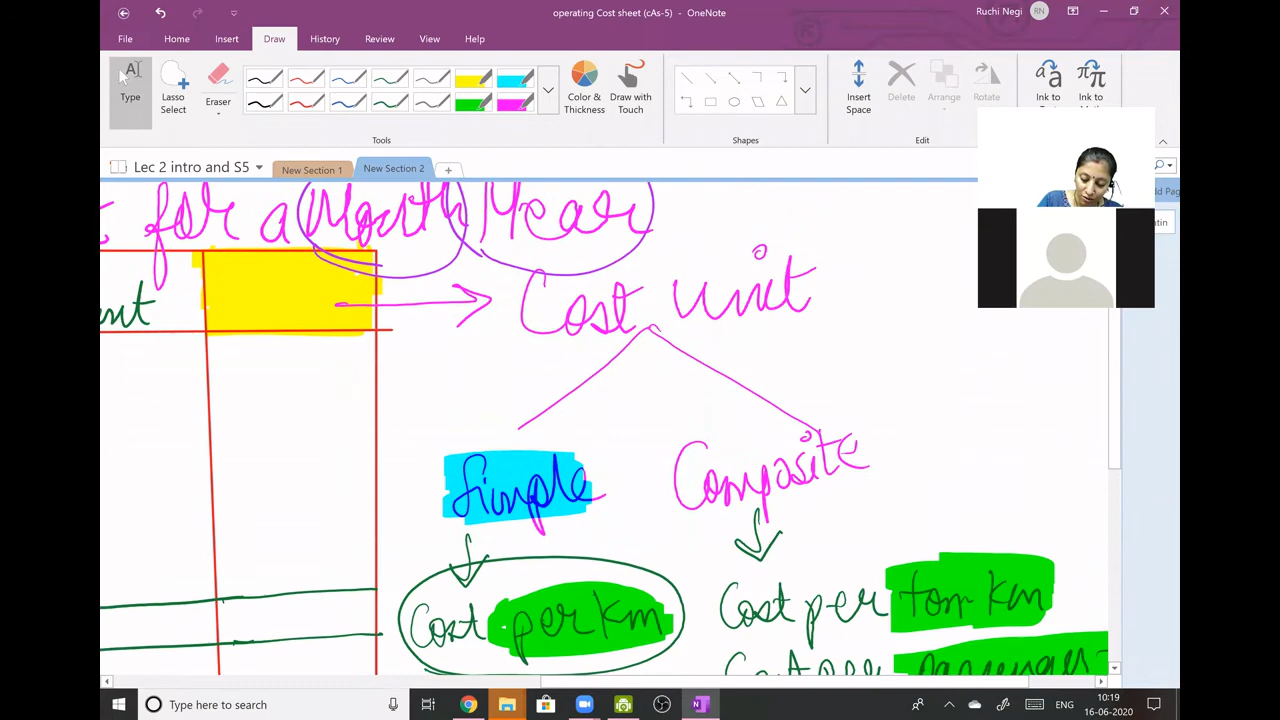 operating Cost sheet (cAs-5) - OneNote
Ruchi Negi
RN
File
Home
Insert
Draw
History
Review
View
Help
Type
Lasso
Select
Eraser
Color &
Thickness
Draw with
Touch
Insert
Space
Delete
Arrange
Rotate
Ink to
Ink to
Tools
Shapes
Edit
Lec 2 intro and S5
New Section 1
New Section 2
for a Month/Year
Cost unit
Simple
Composite
Cost per km
Cost per ton km
passenger
Type here to search
ENG
10:19
16-06-2020